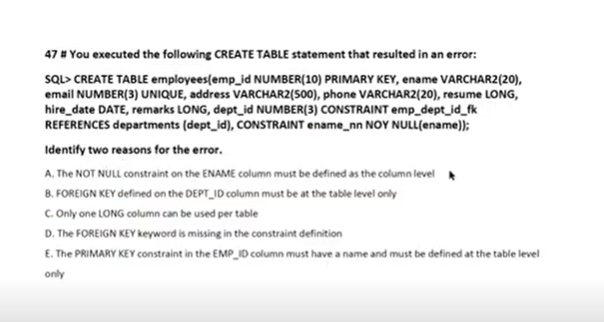 47 # You executed the following CREATE TABLE statement that resulted in an error:
SQL> CREATE TABLE employees(emp_id NUMBER(10) PRIMARY KEY, ename VARCHAR2(20),
email NUMBER(3) UNIQUE, address VARCHAR2(500), phone VARCHAR2(20), resume LONG,
hire_date DATE, remarks LONG, dept_id NUMBER(3) CONSTRAINT emp_dept_id_fk
REFERENCES departments (dept_id), CONSTRAINT ename_nn NOY NULL(ename));
Identify two reasons for the error.
A. The NOT NULL constraint on the ENAME column must be defined as the column level
B. FOREIGN KEY defined on the DEPT_ID column must be at the table level only
C. Only one LONG column can be used per table
D. The FOREIGN KEY keyword is missing in the constraint definition
E. The PRIMARY KEY constraint in the EMP_ID column must have a name and must be defined at the table level
only